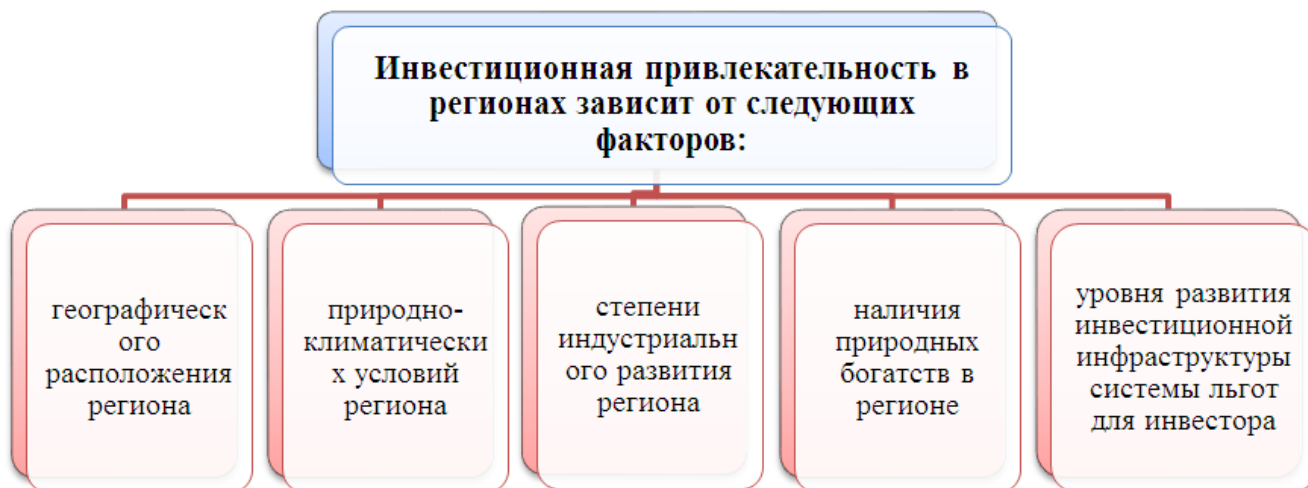 Инвестиционная привлекательность в
регионах зависит от следующих
факторов:
географическ
ого
расположения
региона
природно-
климатически
х условий
региона
степени
индустриальн
ого развития
региона
наличия
природных
богатств в
регионе
уровня развития
инвестиционной
инфраструктуры
системы льгот
для инвестора